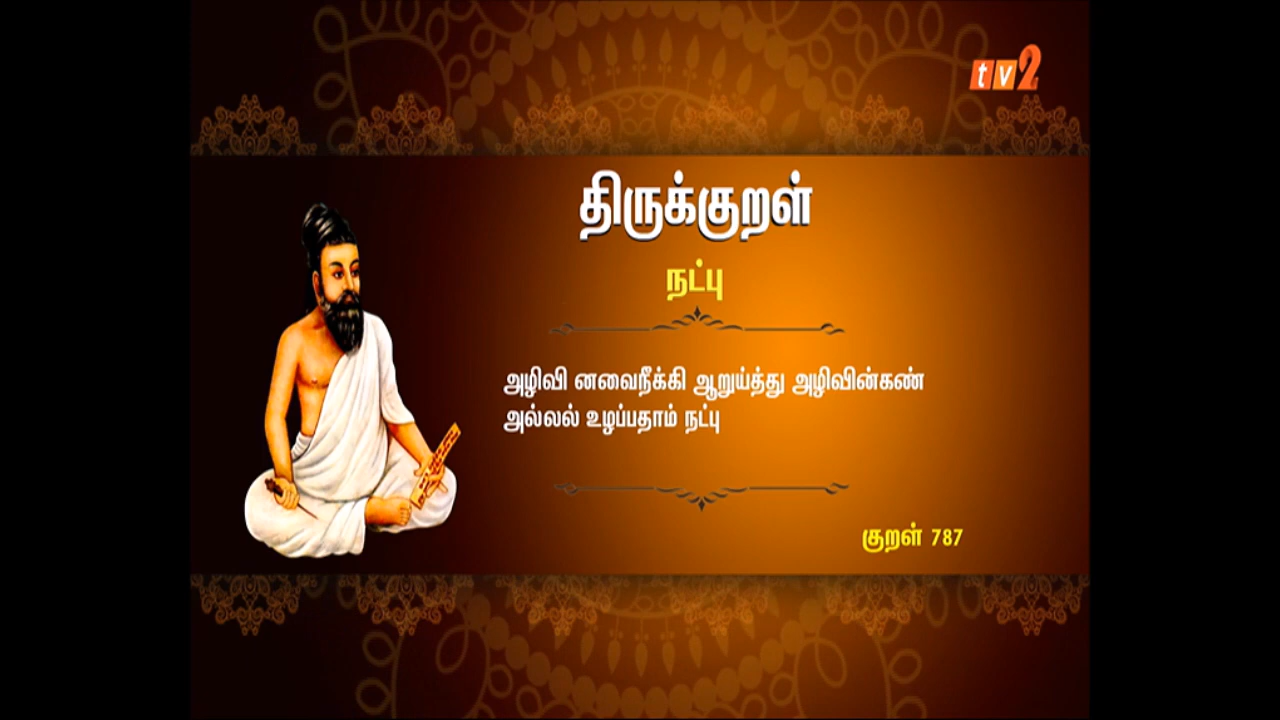 tv2
திருக்குறள்
நட்பு
அழிவி னவைநீக்கி ஆறுய்த்து அழிவின்கண்
அல்லல் உழப்பதாம் நட்பு
குறள் 787